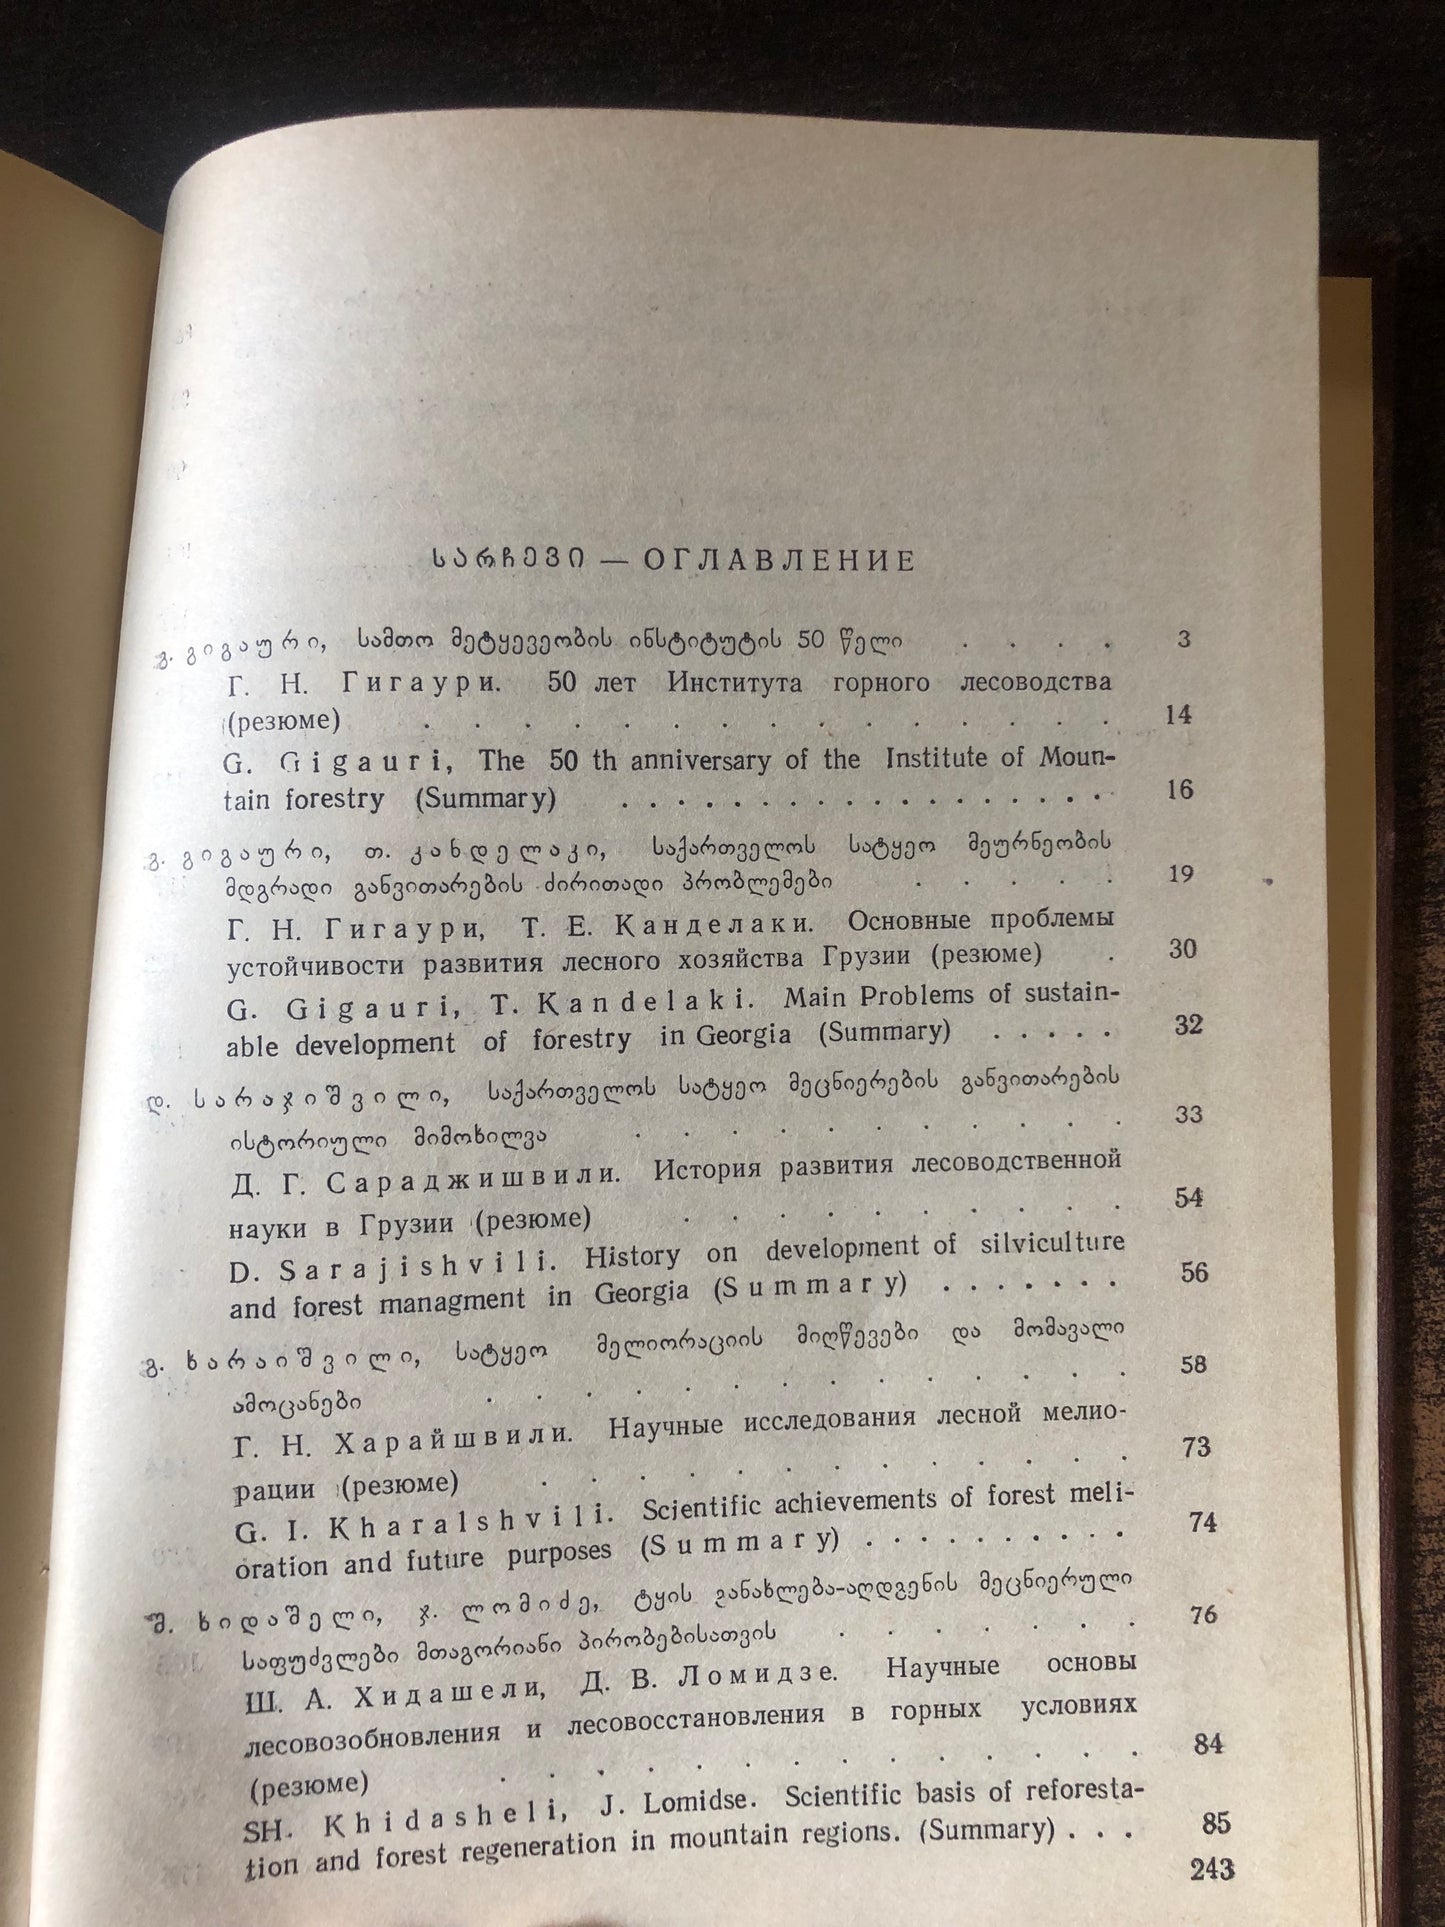 სარჩევი — ОГЛАВЛЕНИЕ
გ. გიგაური, სამთო მეტყევეობის ინსტიტუტის 50 წელი . . . . 3
Г. Н. Гигаури. 50 лет Института горного лесоводства
(резюме) . . . . . . . . . . . . . . 14
G. Gigauri, The 50 th anniversary of the Institute of Moun-
tain forestry (Summary) . . . . . . . . . . . . . . . . . . 16
გ. გიგაური, თ. კანდელაკი, საქართველოს სატყეო მეურნეობის
მდგრადი განვითარების ძირითადი პრობლემები . . . . . 19
Г. Н. Гигаури, Т. Е. Канделаки. Основные проблемы
устойчивости развития лесного хозяйства Грузии (резюме) . 30
G. Gigauri, T. Kandelaki. Main Problems of sustain-
able development of forestry in Georgia (Summary) . . . . . 32
დ. სარაჯიშვილი, საქართველოს სატყეო მეცნიერების განვითარების
ისტორიული მიმოხილვა . . . . . . . . . . . 33
Д. Г. Сараджишвили. История развития лесоводственной
науки в Грузии (резюме) . . . . . . . . . . 54
D. Sarajishvili. History on development of silviculture
and forest managment in Georgia (Summary) . . . . . . . 56
გ. ხარაიშვილი, სატყეო მელიორაციის მიღწევები და მომავალი
ამოცანები . . . . . . . . . . . . . . 58
Г. Н. Харайшвили. Научные исследования лесной мелио-
рации (резюме) . . . . . . . . . . . . . 73
G. I. Kharalshvili. Scientific achievements of forest meli-
oration and future purposes (Summary) . . . . . . . . . . 74
შ. ხიდაშელი, ჯ. ლომიძე, ტყის განახლება-აღდგენის მეცნიერული
საფუძვლები მთაგორიანი პირობებისათვის . . . . . . . 76
Ш. А. Хидашели, Д. В. Ломидзе. Научные основы
лесовозобновления и лесовосстановления в горных условиях
(резюме) . . . . . . . . . . . . . . 84
SH. Khidasheli, J. Lomidse. Scientific basis of reforesta-
tion and forest regeneration in mountain regions. (Summary) . . . 85
243